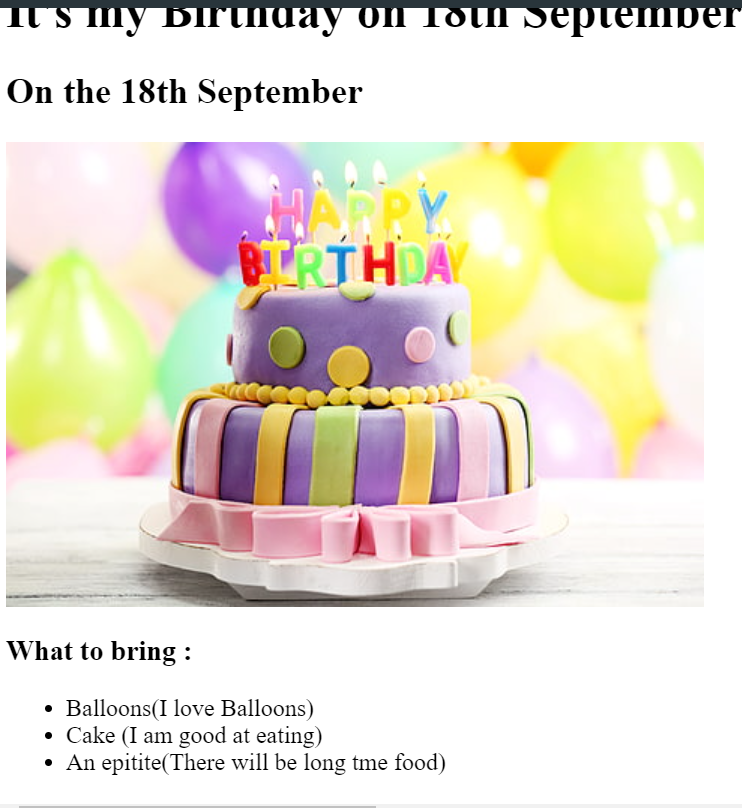 It's my Birthday on 18th September
On the 18th September
HAPPY
BIRTHDAY
What to bring :
Balloons(I love Balloons)
Cake (I am good at eating)
An epitite(There will be long tme food)